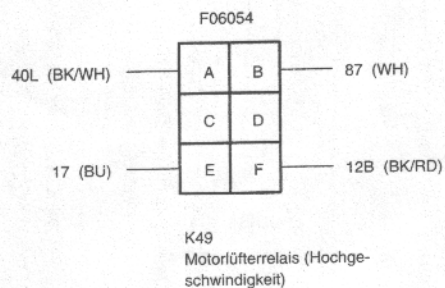 F06054
40L (BK/WH) A B 87 (WH)
C D
17 (BU) E F 12B (BK/RD)
K49
Motorlüfterrelais (Hochge-
schwindigkeit)